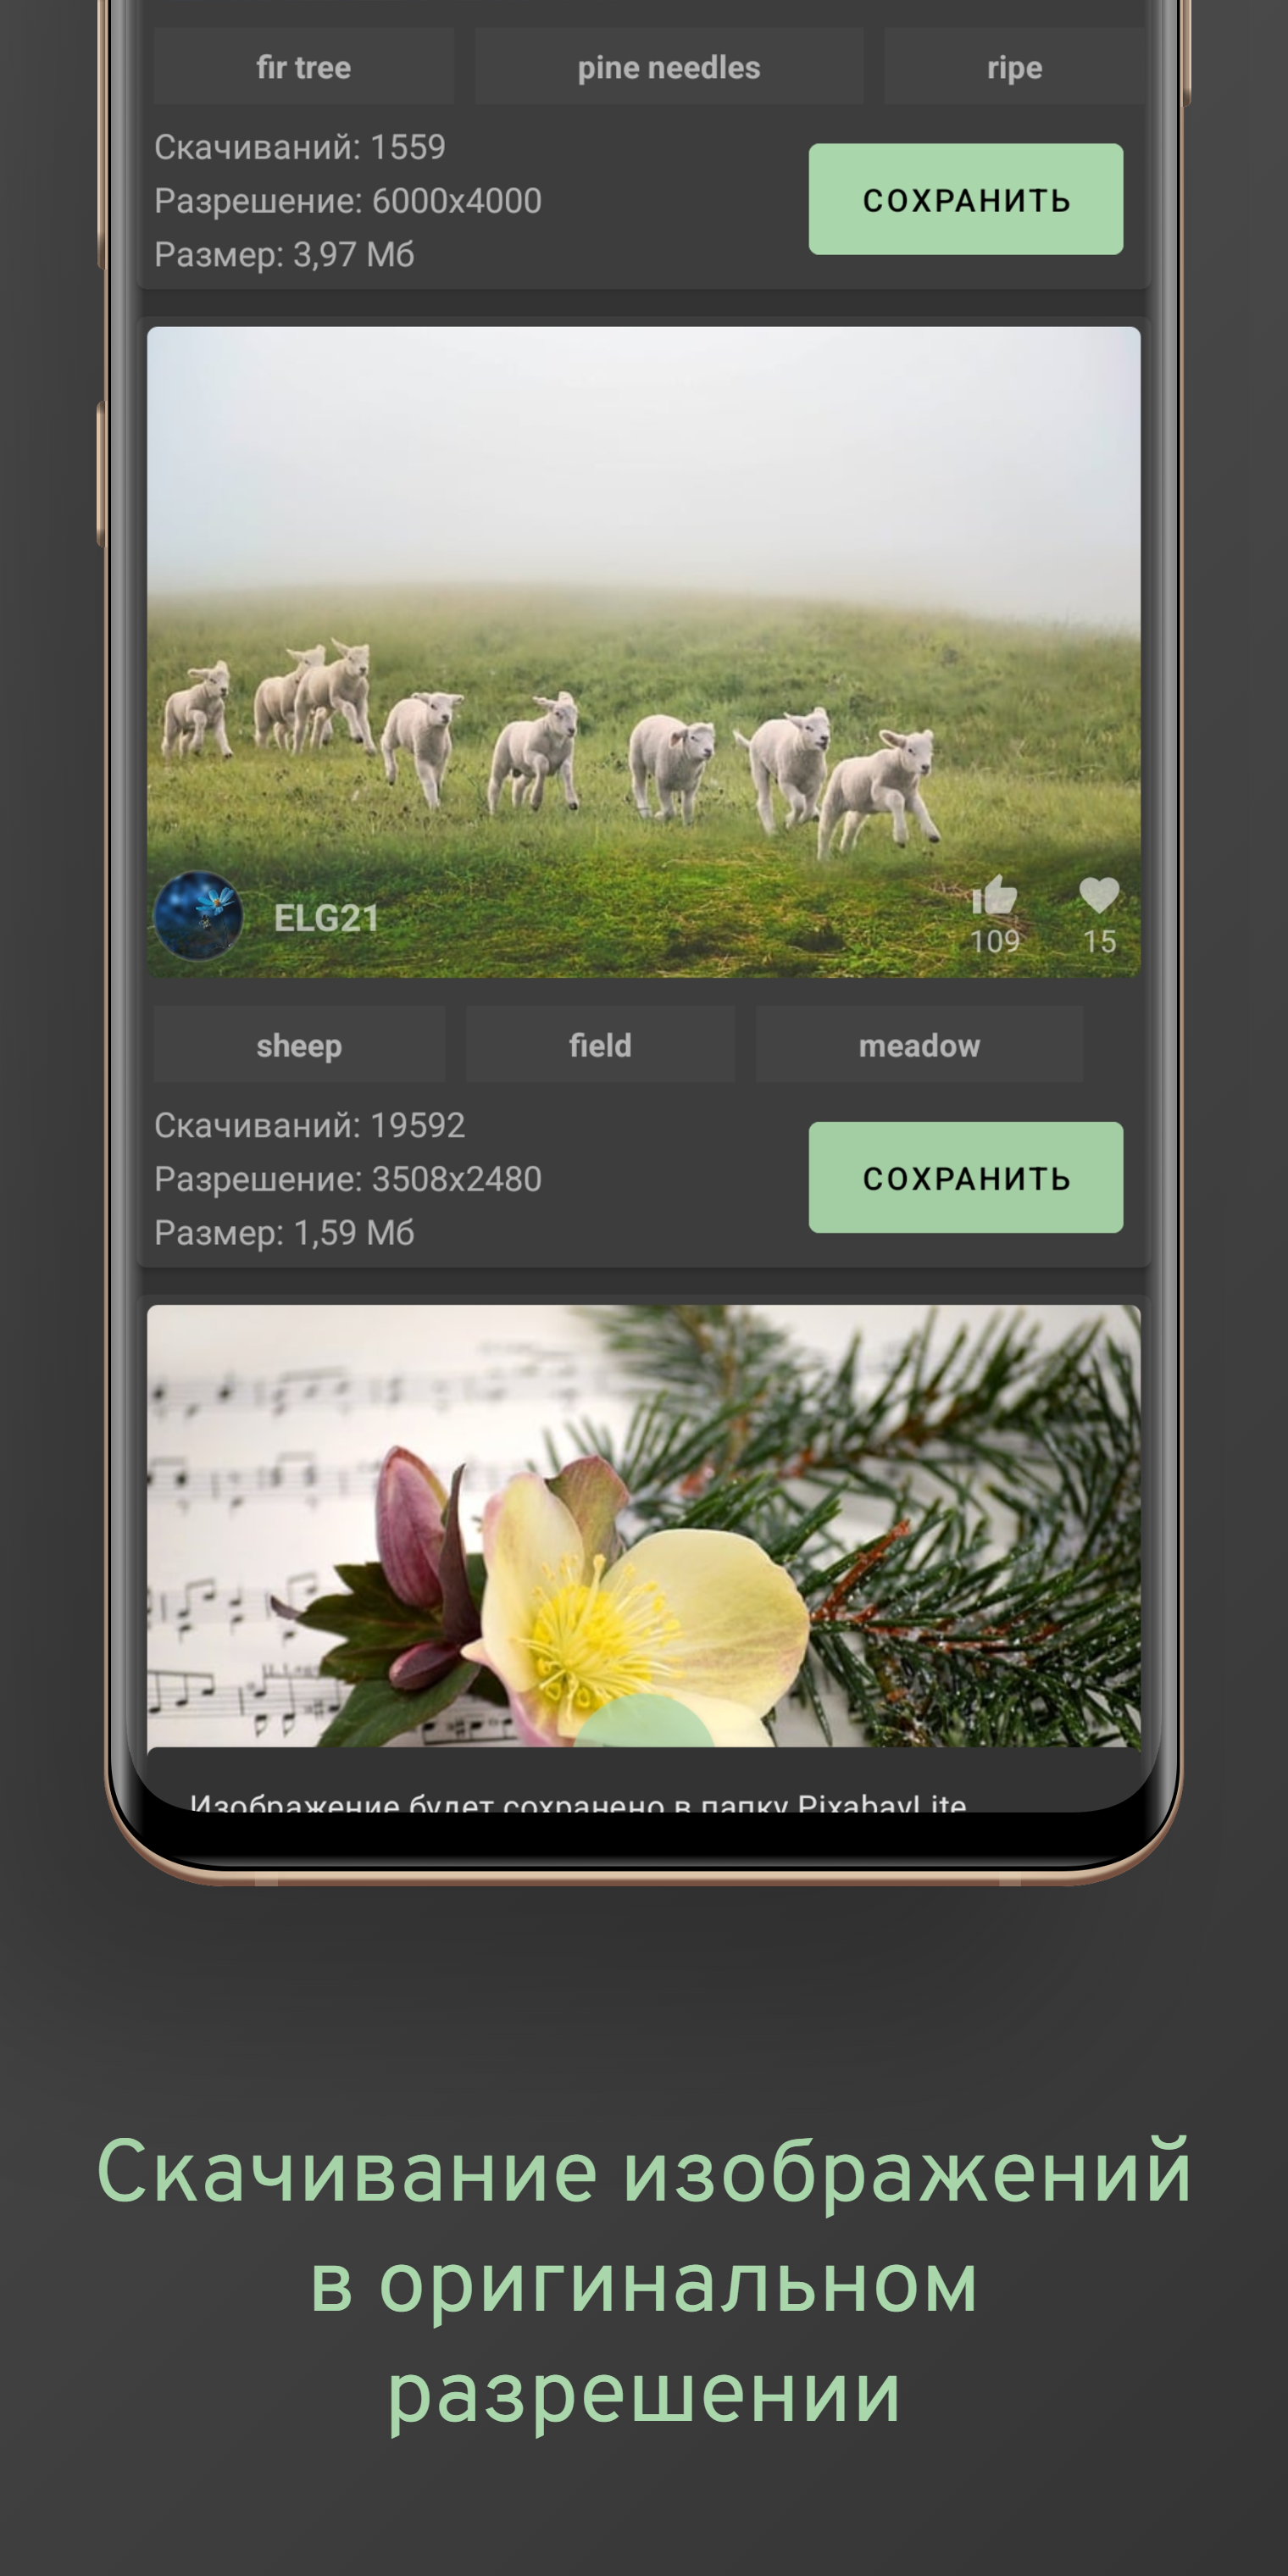 fir tree
pine needles
ripe
Скачиваний: 1559
Разрешение: 6000x4000
Размер: 3,97 Мб
СОХРАНИТЬ
ELG21
109
15
sheep
field
meadow
Скачиваний: 19592
Разрешение: 3508x2480
Размер: 1,59 Мб
СОХРАНИТЬ
Изображение будет сохранено в папку PixabayLite
Скачивание изображений
в оригинальном
разрешении